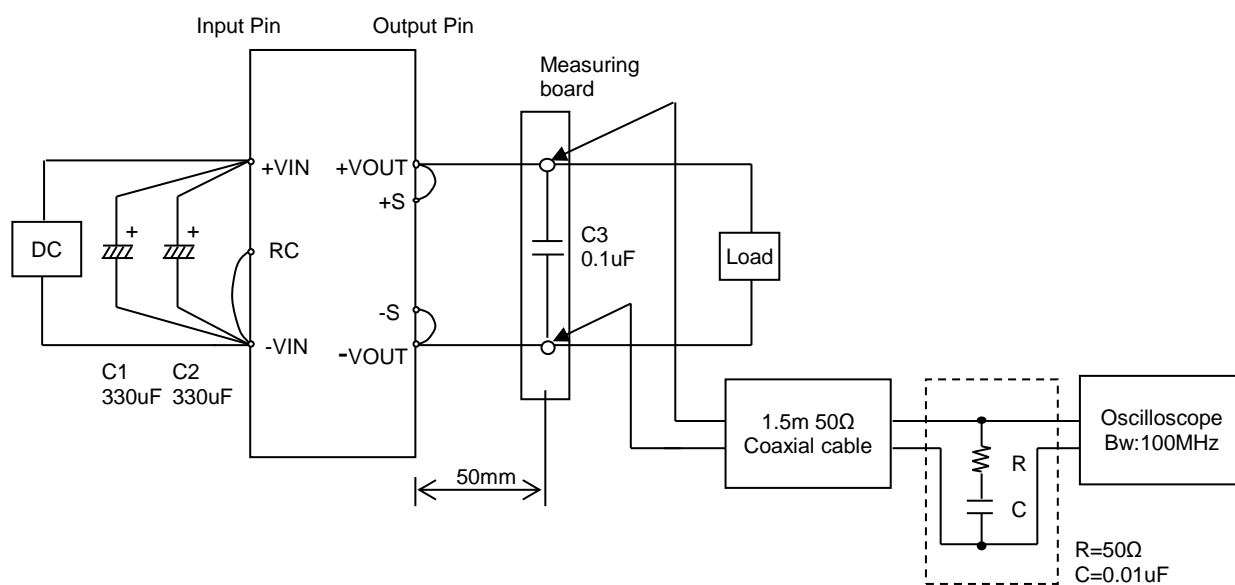 Input Pin
Output Pin
Measuring
board
+VIN
+VOUT
+
+
+S
DC
RC
C3
0.1uF
Load
-S
-VIN
-VOUT
C1
330uF
C2
330uF
50mm
1.5m 50Ω
Coaxial cable
Oscilloscope
Bw:100MHz
R
C
R=50Ω
C=0.01uF